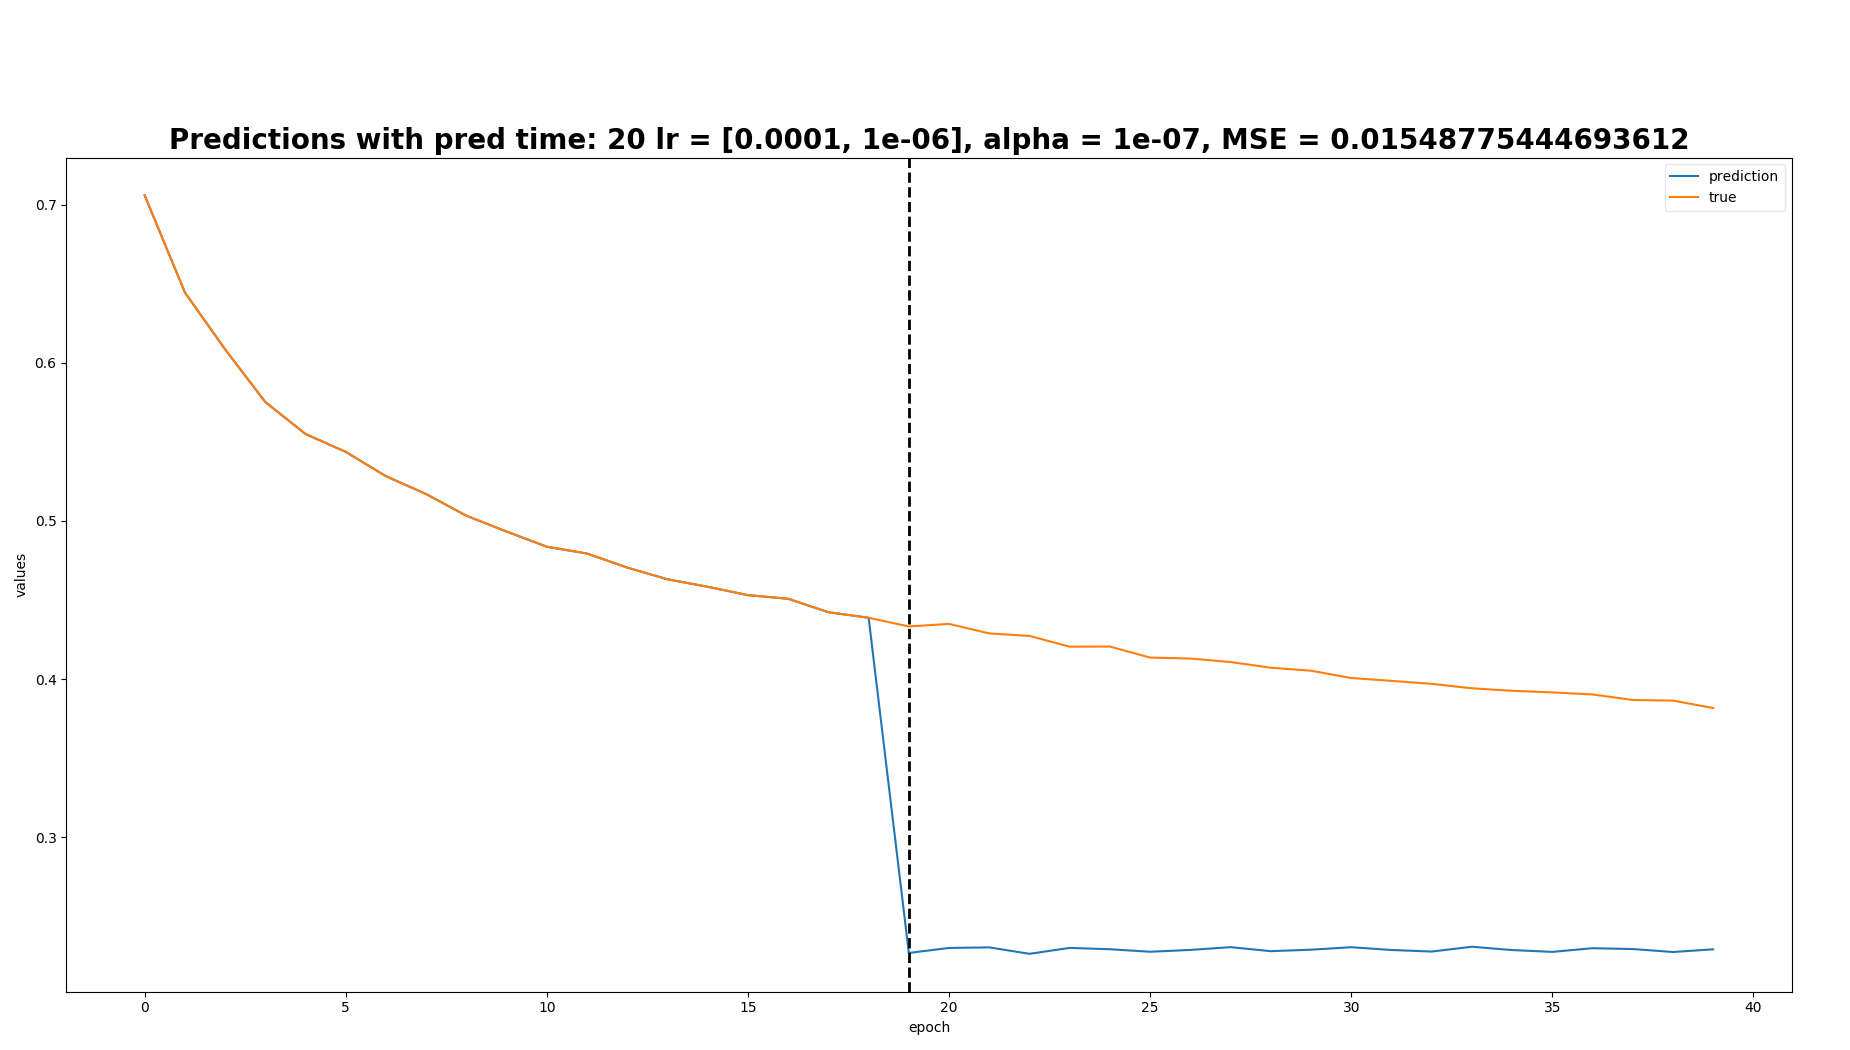 Predictions with pred time: 20 lr = [0.0001, 1e-06], alpha = 1e-07, MSE = 0.01548775444693612
prediction
true
0.7
0.6
0.5
0.4
0.3
values
0 5 10 15 20 25 30 35 40
epoch